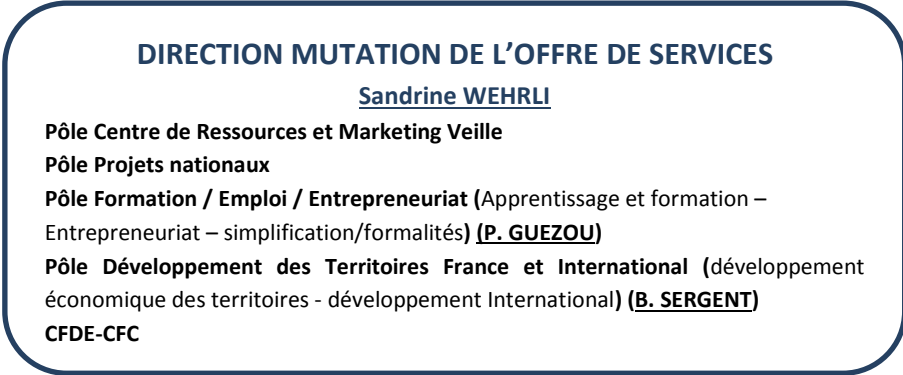 DIRECTION MUTATION DE L’OFFRE DE SERVICES
Sandrine WEHRLI
Pôle Centre de Ressources et Marketing Veille
Pôle Projets nationaux
Pôle Formation / Emploi / Entrepreneuriat (Apprentissage et formation –
Entrepreneuriat – simplification/formalités) (P. GUEZOU)
Pôle Développement des Territoires France et International (développement
économique des territoires - développement International) (B. SERGENT)
CFDE-CFC